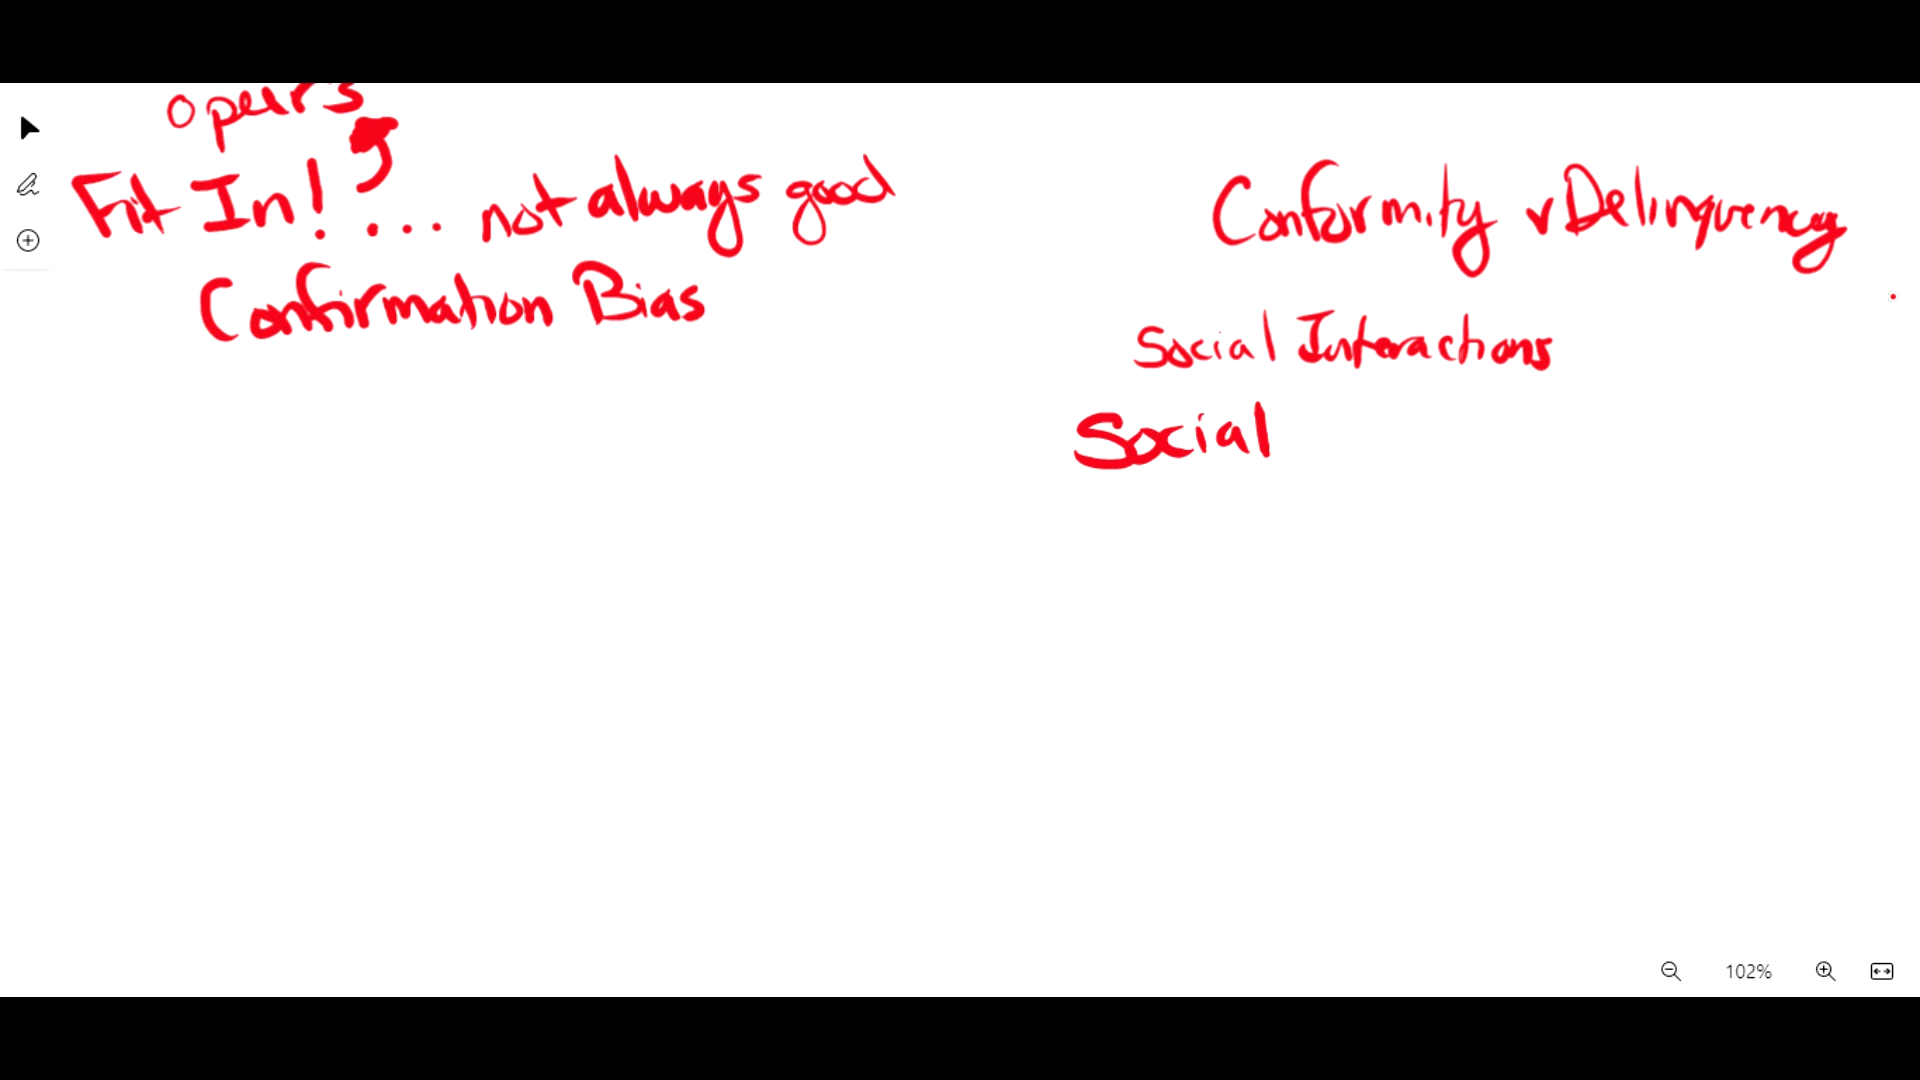 o peers
Fit In! ... not always good
Confirmation Bias
Conformity v Delinquency
Social Interactions
Social
102%